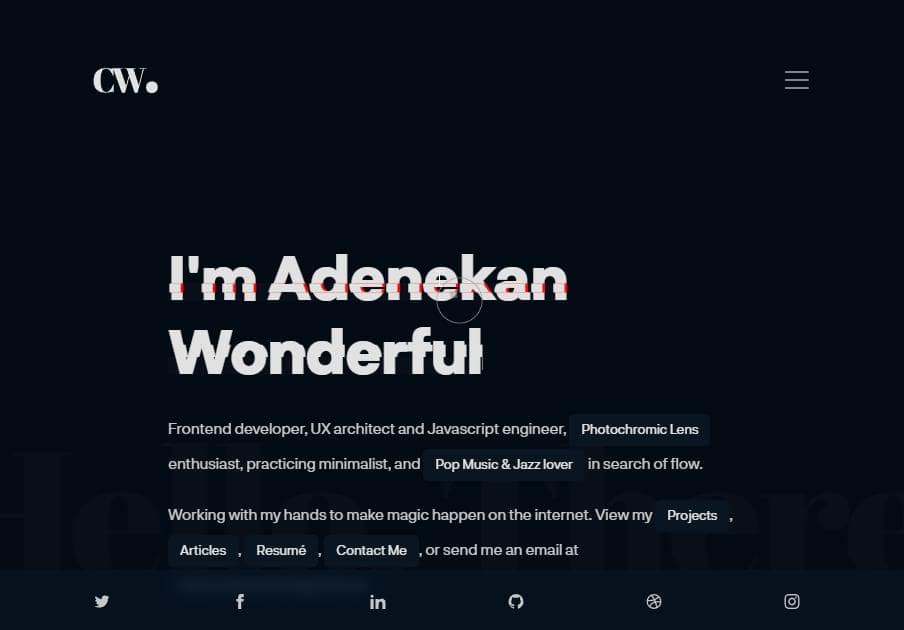 CW.
I'm Adenekan
Wonderful
Frontend developer, UX architect and Javascript engineer, Photochromic Lens
enthusiast, practicing minimalist, and Pop Music & Jazz lover in search of flow.
Working with my hands to make magic happen on the internet. View my Projects ,
Articles , Resumé , Contact Me , or send me an email at
Hello There